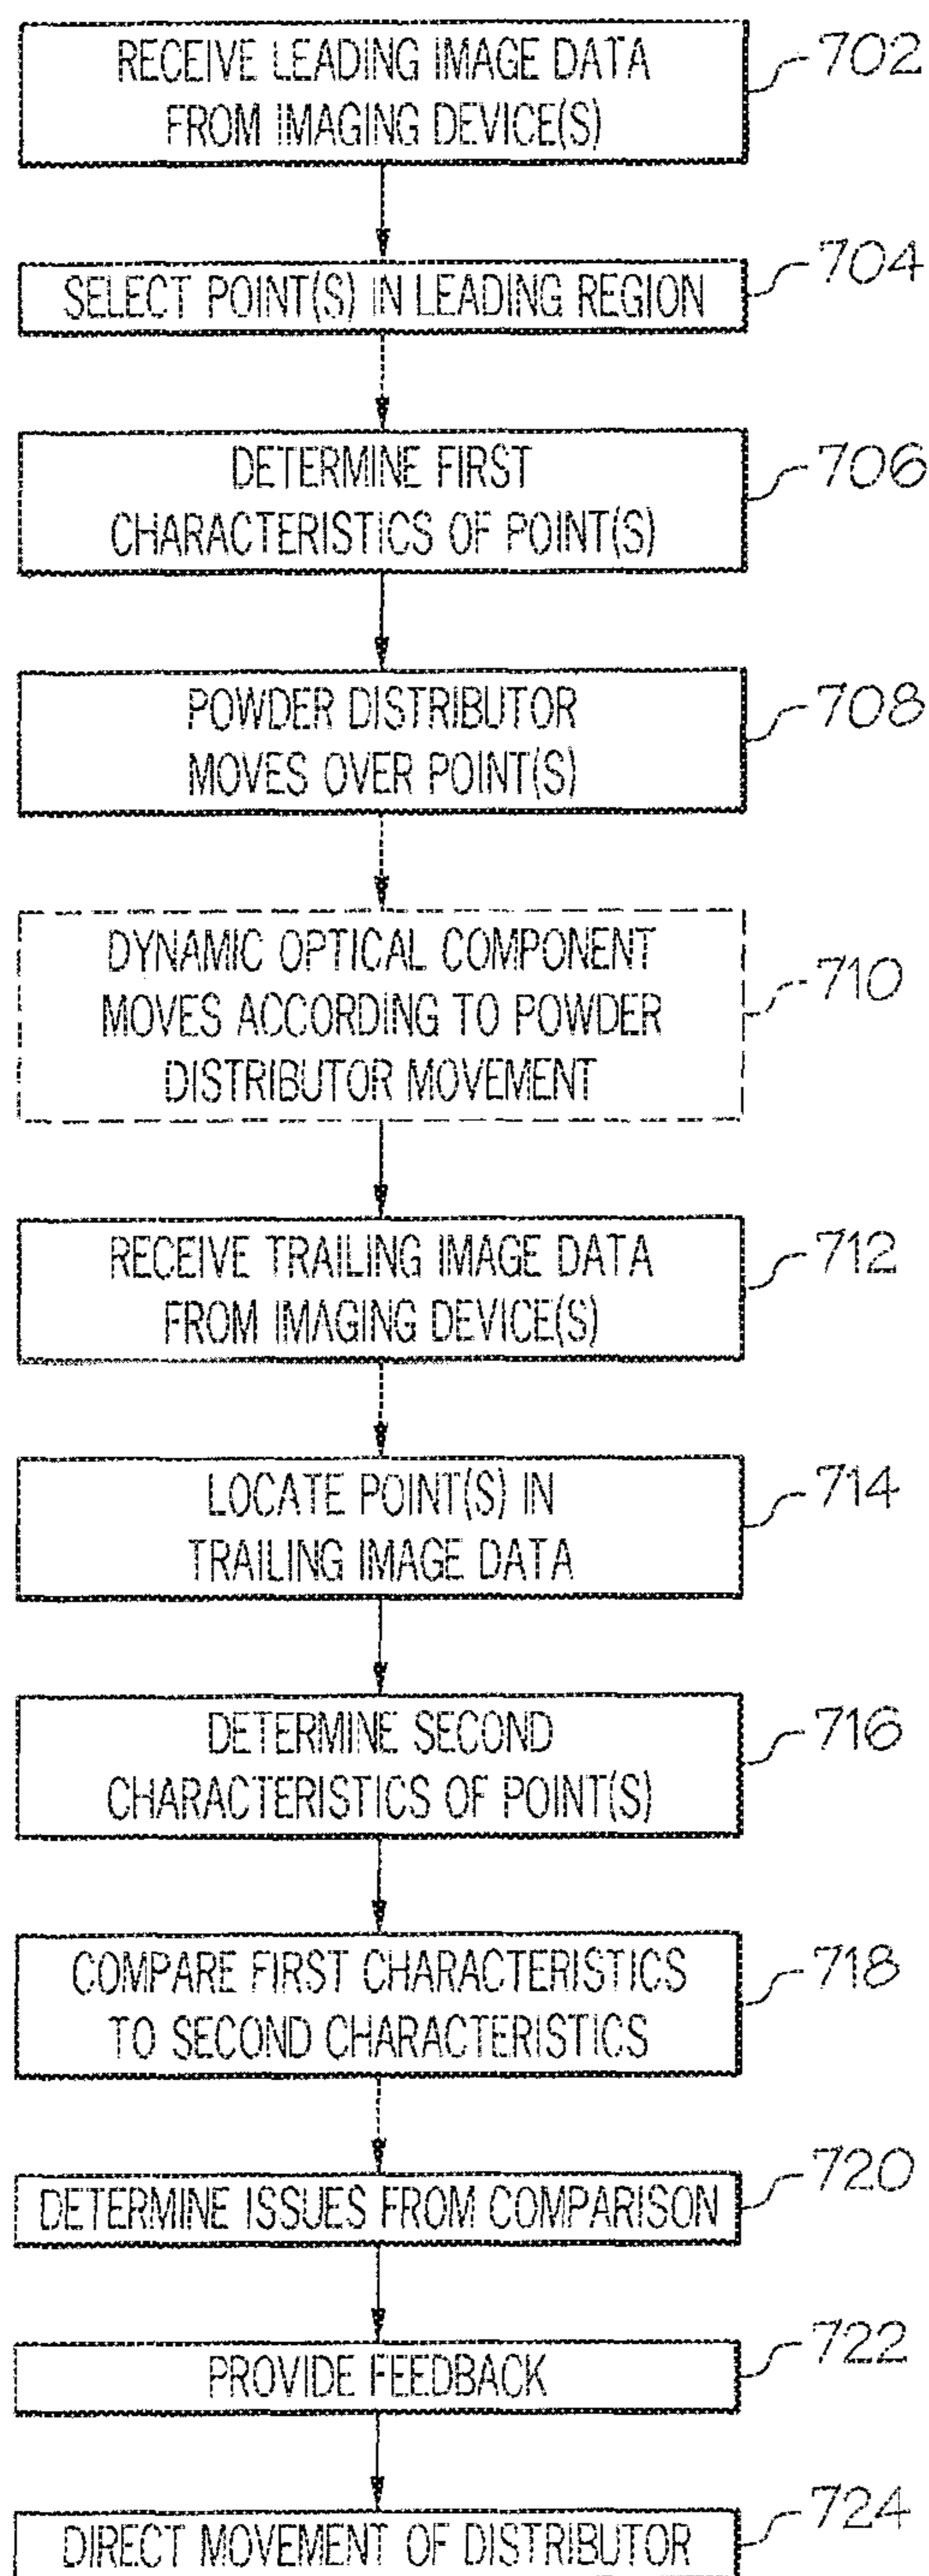 RECEIVE LEADING IMAGE DATA
FROM IMAGING DEVICE(S)
702
SELECT POINT(S) IN LEADING REGION
704
DETERMINE FIRST
CHARACTERISTICS OF POINT(S)
706
POWDER DISTRIBUTOR
MOVES OVER POINT(S)
708
DYNAMIC OPTICAL COMPONENT
MOVES ACCORDING TO POWDER
DISTRIBUTOR MOVEMENT
710
RECEIVE TRAILING IMAGE DATA
FROM IMAGING DEVICE(S)
712
LOCATE POINT(S) IN
TRAILING IMAGE DATA
714
DETERMINE SECOND
CHARACTERISTICS OF POINT(S)
716
COMPARE FIRST CHARACTERISTICS
TO SECOND CHARACTERISTICS
718
DETERMINE ISSUES FROM COMPARISON
720
PROVIDE FEEDBACK
722
DIRECT MOVEMENT OF DISTRIBUTOR
724